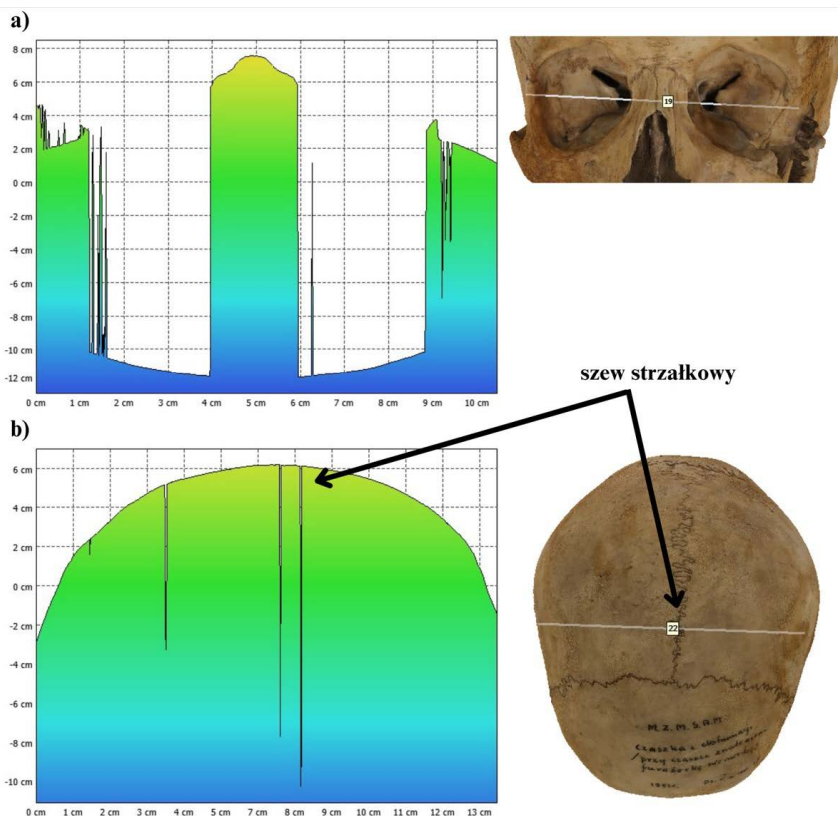 a)
8 cm
6 cm
4 cm
2 cm
0 cm
-2 cm
-4 cm
-6 cm
-8 cm
-10 cm
-12 cm
0 cm 1 cm 2 cm 3 cm 4 cm 5 cm 6 cm 7 cm 8 cm 9 cm 10 cm
19
szew strzałkowy
b)
6 cm
4 cm
2 cm
0 cm
-2 cm
-4 cm
-6 cm
-8 cm
-10 cm
0 cm 1 cm 2 cm 3 cm 4 cm 5 cm 6 cm 7 cm 8 cm 9 cm 10 cm 11 cm 12 cm 13 cm
22
Czaszka z
przy czaszce